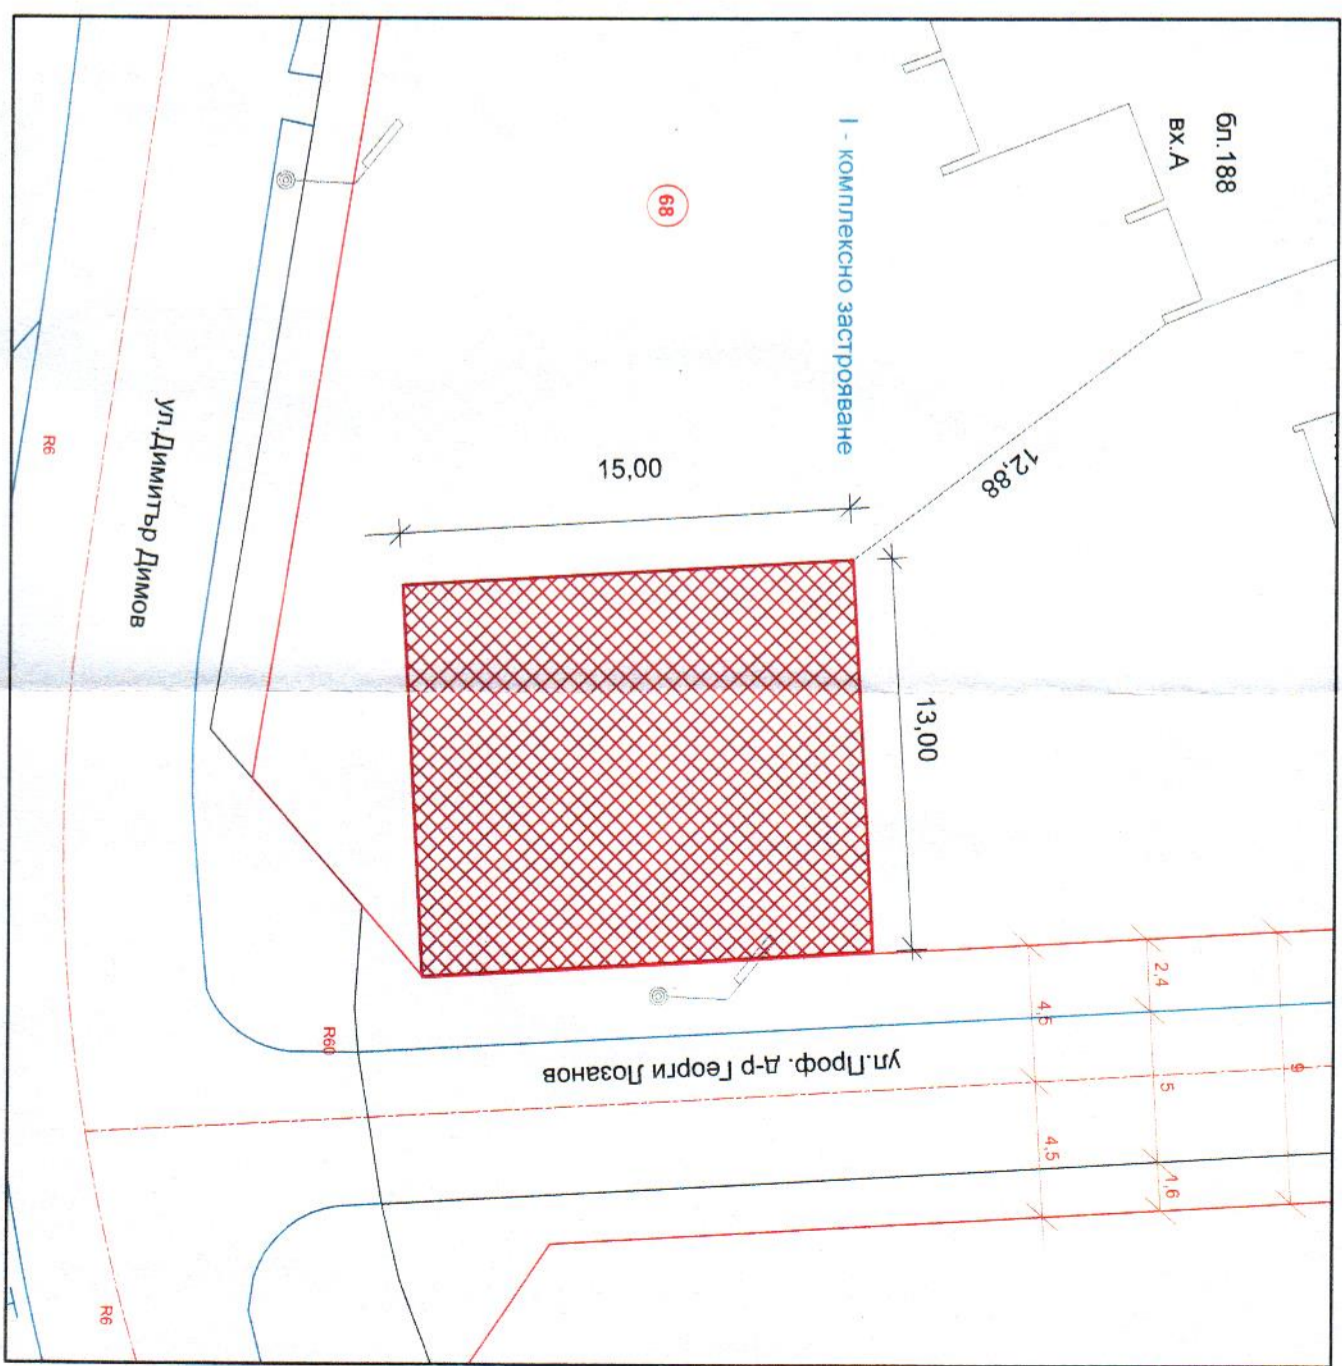 бл.188
вх.А
I - комплексно застрояване
68
12,88
15,00
13,00
ул.Димитър Димов
R6
ул.Проф. д-р Георги Лозанов
R60
R6
2,4
4,5
5
9
4,5
1,6